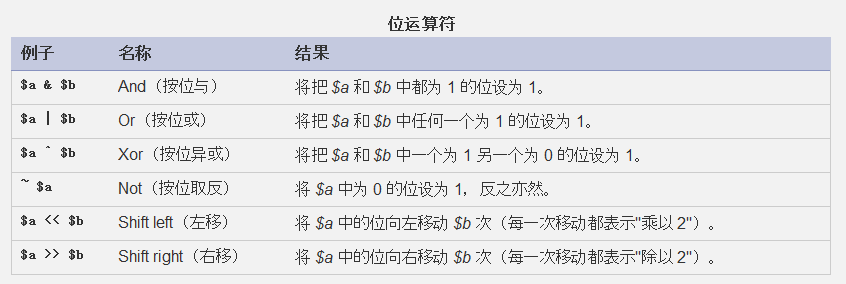 位运算符
例子 名称 结果
$a & $b And（按位与） 将把 $a 和 $b 中都为 1 的位设为 1。
$a | $b Or（按位或） 将把 $a 和 $b 中任何一个为 1 的位设为 1。
$a ^ $b Xor（按位异或） 将把 $a 和 $b 中一个为 1 另一个为 0 的位设为 1。
~ $a Not（按位取反） 将 $a 中为 0 的位设为 1，反之亦然。
$a << $b Shift left（左移） 将 $a 中的位向左移动 $b 次（每一次移动都表示"乘以 2"）。
$a >> $b Shift right（右移） 将 $a 中的位向右移动 $b 次（每一次移动都表示"除以 2"）。